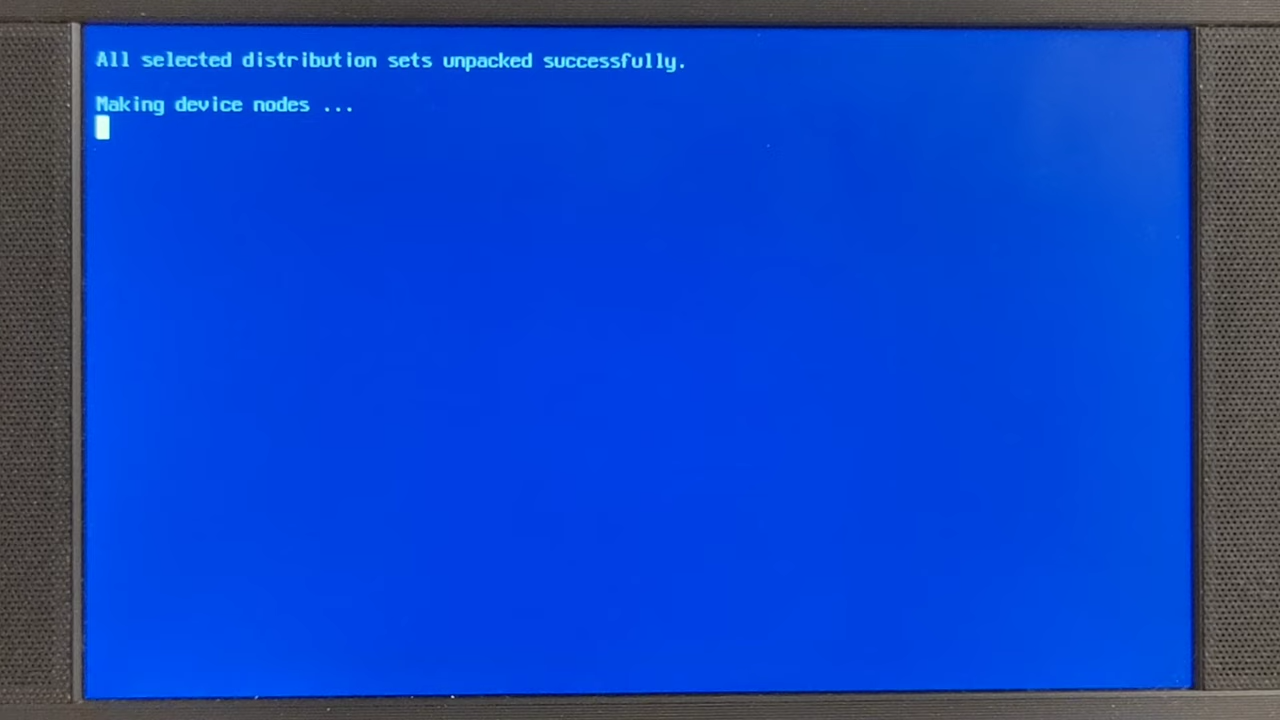 All selected distribution sets unpacked successfully.
Making device nodes ...